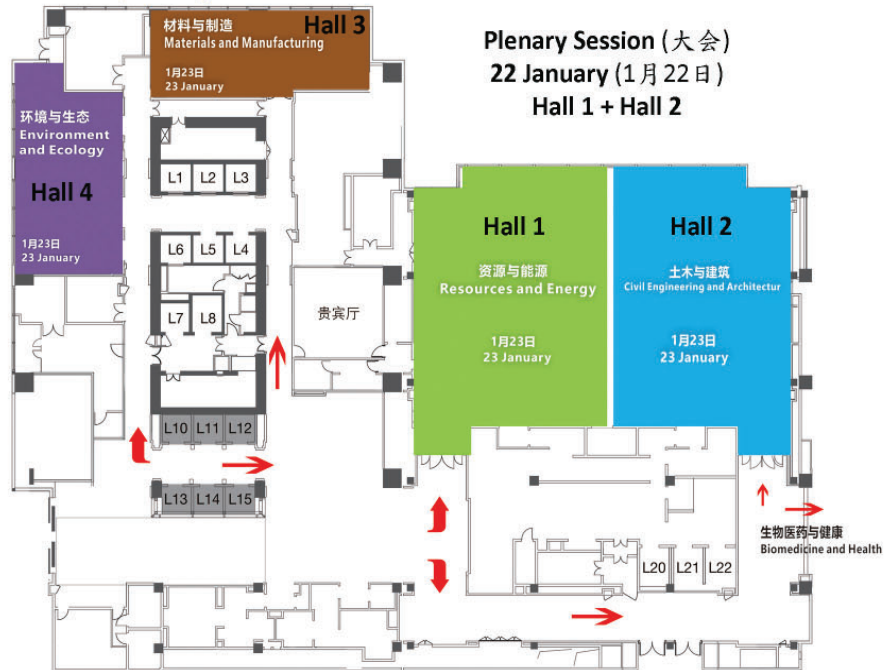 Plenary Session (大会)
22 January (1月22日)
Hall 1 + Hall 2
材料与制造
Hall 3
Materials and Manufacturing
1月23日
23 January
环境与生态
Environment
and Ecology
Hall 4
1月23日
23 January
L1 L2 L3
L6 L5 L4
L7 L8
贵宾厅
Hall 1
资源与能源
Resources and Energy
1月23日
23 January
Hall 2
土木与建筑
Civil Engineering and Architectur
1月23日
23 January
L10 L11 L12
L13 L14 L15
生物医药与健康
Biomedicine and Health
L20 L21 L22